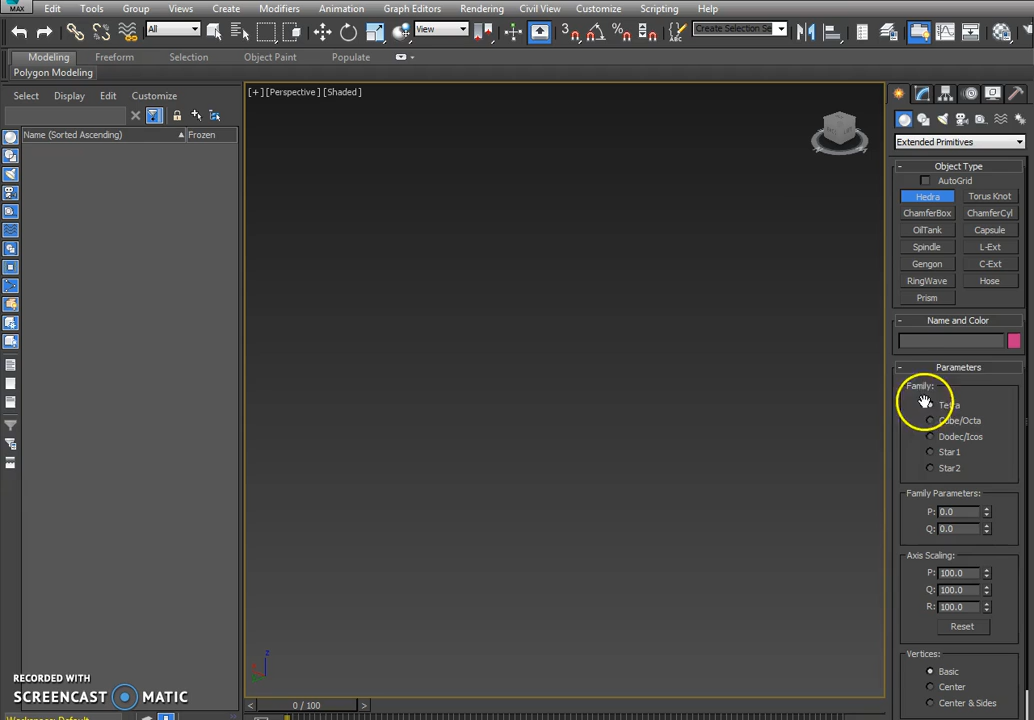 MAX Edit Tools Group Views Create Modifiers Animation Graph Editors Rendering Civil View Customize Scripting Help
All View Create Selection Se
Modeling Freeform Selection Object Paint Populate
Polygon Modeling
Select Display Edit Customize
Name (Sorted Ascending) Frozen
[+] [Perspective] [Shaded]
Extended Primitives
- Object Type
AutoGrid
Hedra Torus Knot
ChamferBox ChamferCyl
OilTank Capsule
Spindle L-Ext
Gengon C-Ext
RingWave Hose
Prism
- Name and Color
- Parameters
Family:
Tetra
Cube/Octa
Dodec/Icos
Star1
Star2
Family Parameters:
P: 0.0
Q: 0.0
Axis Scaling:
P: 100.0
Q: 100.0
R: 100.0
Reset
Vertices:
Basic
Center
Center & Sides
z
RECORDED WITH
SCREENCAST MATIC
< 0 / 100 >
Workspace: Default